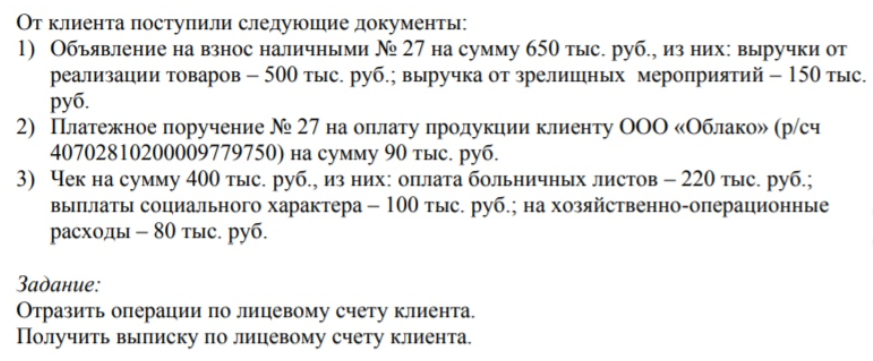 От клиента поступили следующие документы:
1) Объявление на взнос наличными № 27 на сумму 650 тыс. руб., из них: выручки от
реализации товаров – 500 тыс. руб.; выручка от зрелищных мероприятий – 150 тыс.
руб.
2) Платежное поручение № 27 на оплату продукции клиенту ООО «Облако» (р/сч
40702810200009779750) на сумму 90 тыс. руб.
3) Чек на сумму 400 тыс. руб., из них: оплата больничных листов – 220 тыс. руб.;
выплаты социального характера – 100 тыс. руб.; на хозяйственно-операционные
расходы – 80 тыс. руб.
Задание:
Отразить операции по лицевому счету клиента.
Получить выписку по лицевому счету клиента.